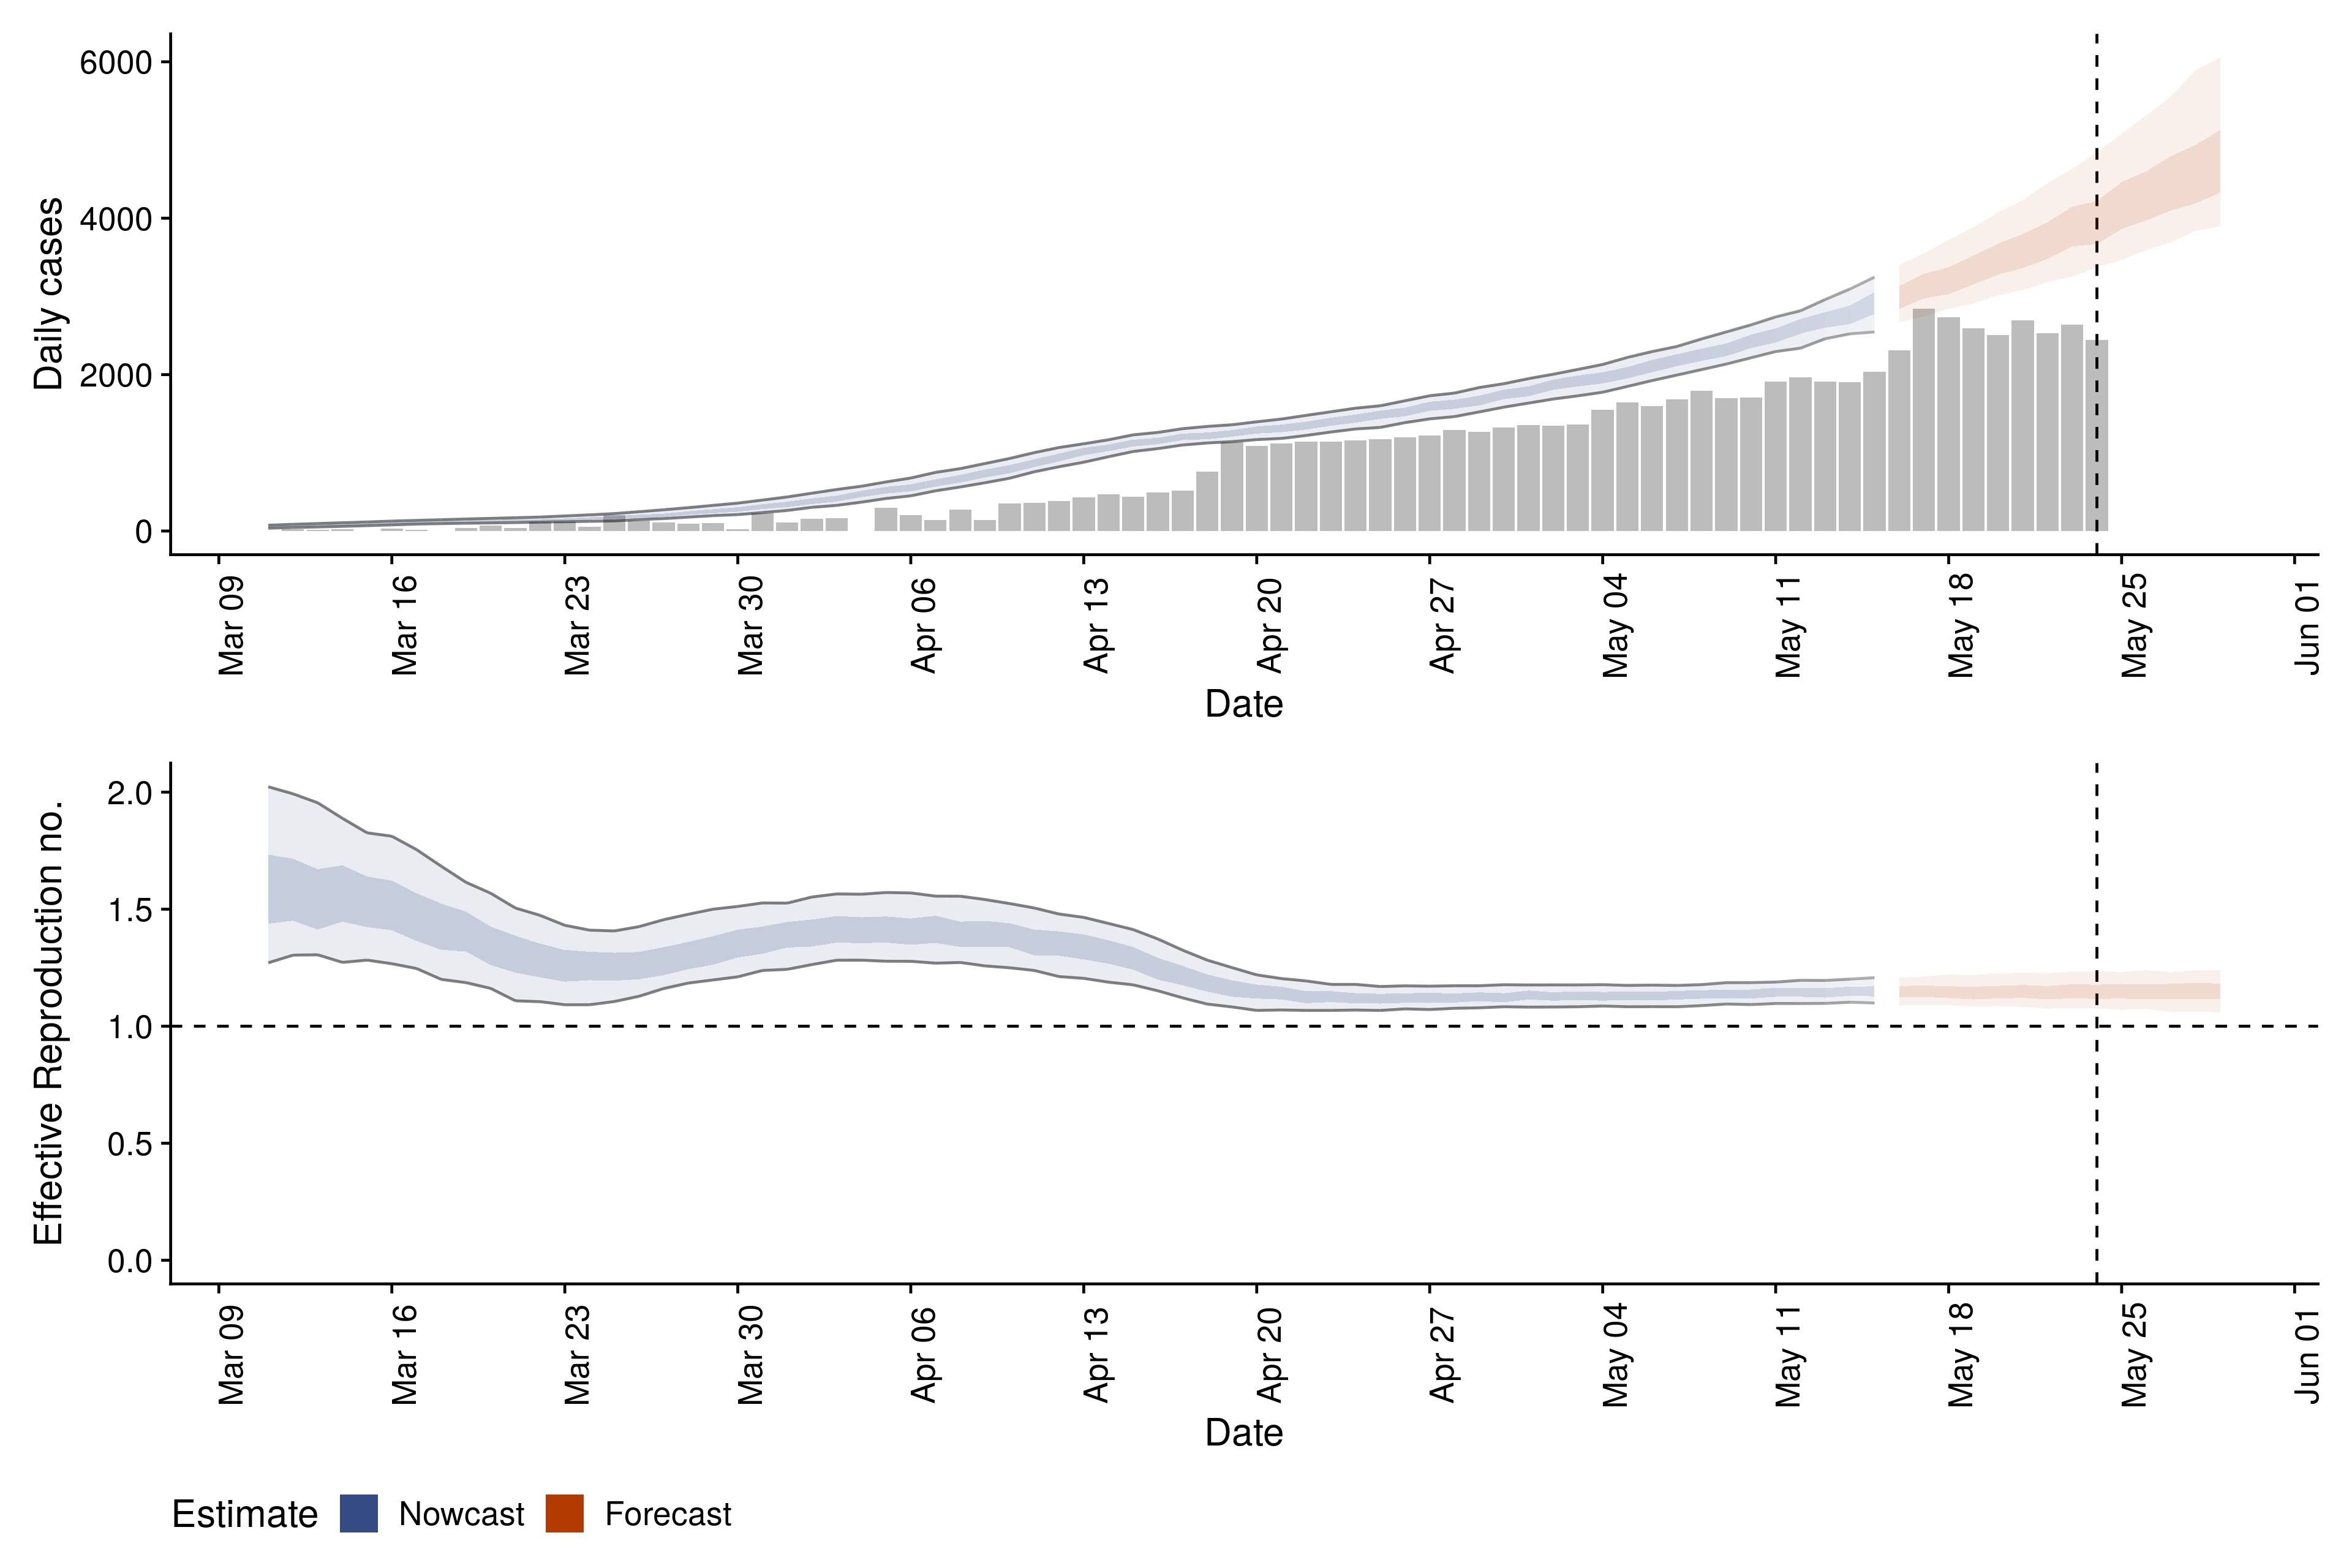 Daily cases
6000
4000
2000
0
Mar 09
Mar 16
Mar 23
Mar 30
Apr 06
Apr 13
Apr 20
Apr 27
May 04
May 11
May 18
May 25
Jun 01
Date
Effective Reproduction no.
2.0
1.5
1.0
0.5
0.0
Mar 09
Mar 16
Mar 23
Mar 30
Apr 06
Apr 13
Apr 20
Apr 27
May 04
May 11
May 18
May 25
Jun 01
Date
Estimate Nowcast Forecast